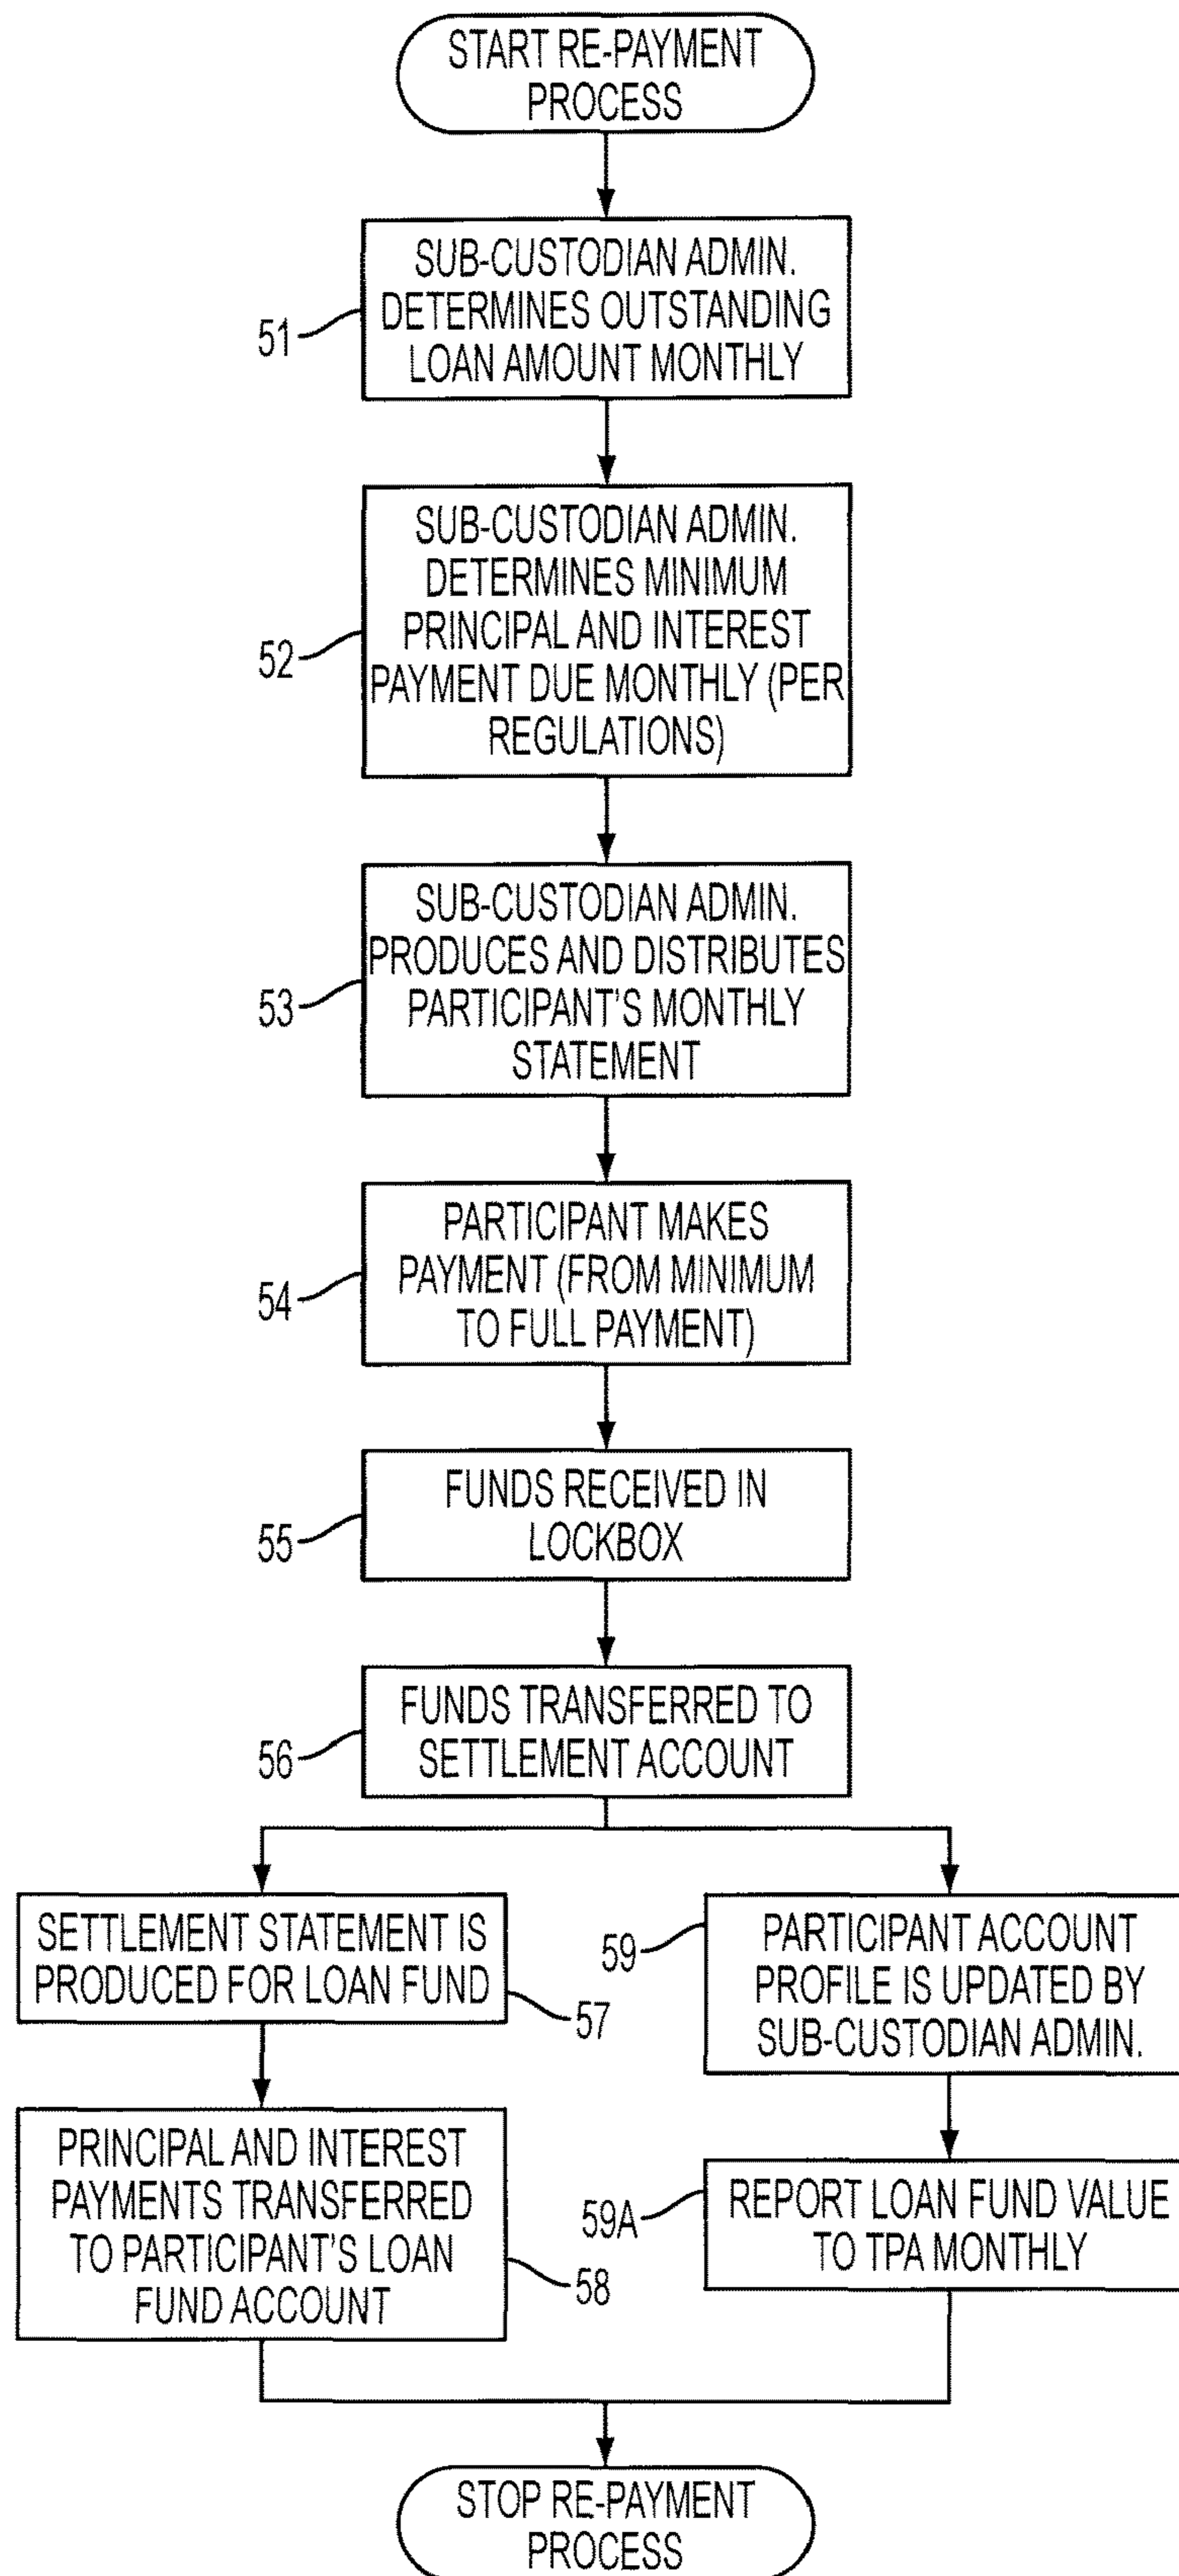 START RE-PAYMENT
PROCESS
SUB-CUSTODIAN ADMIN.
DETERMINES OUTSTANDING
LOAN AMOUNT MONTHLY
51
SUB-CUSTODIAN ADMIN.
DETERMINES MINIMUM
PRINCIPAL AND INTEREST
PAYMENT DUE MONTHLY (PER
REGULATIONS)
52
SUB-CUSTODIAN ADMIN.
PRODUCES AND DISTRIBUTES
PARTICIPANT'S MONTHLY
STATEMENT
53
PARTICIPANT MAKES
PAYMENT (FROM MINIMUM
TO FULL PAYMENT)
54
FUNDS RECEIVED IN
LOCKBOX
55
FUNDS TRANSFERRED TO
SETTLEMENT ACCOUNT
56
SETTLEMENT STATEMENT IS
PRODUCED FOR LOAN FUND
57
PRINCIPAL AND INTEREST
PAYMENTS TRANSFERRED
TO PARTICIPANT'S LOAN
FUND ACCOUNT
58
59
PARTICIPANT ACCOUNT
PROFILE IS UPDATED BY
SUB-CUSTODIAN ADMIN.
59A
REPORT LOAN FUND VALUE
TO TPA MONTHLY
STOP RE-PAYMENT
PROCESS